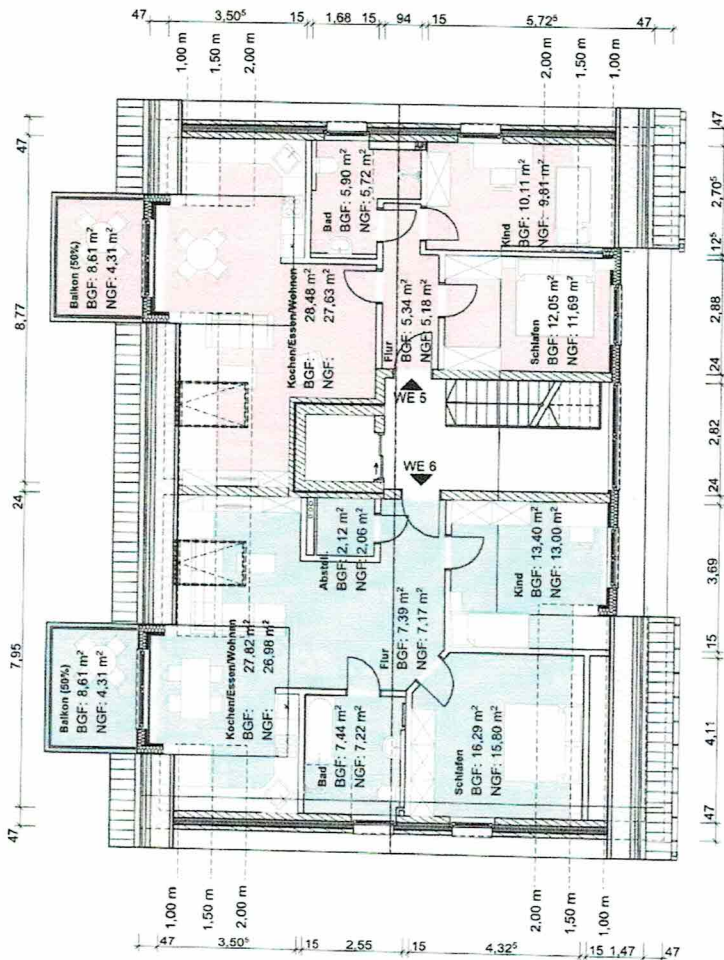 47 3,50⁵ 15 1,68 15 94 15 5,72⁵ 47
1,00 m
1,50 m
2,00 m
2,00 m
1,50 m
1,00 m
47
8,77
24
7,95
47
47
2,70⁵
12⁵
2,88
24
2,82
24
3,69
15
4,11
47
Balkon (50%)
BGF: 8,61 m²
NGF: 4,31 m²
Kochen/Essen/Wohnen
BGF: 28,48 m²
NGF: 27,63 m²
Bad
BGF: 5,90 m²
NGF: 5,72 m²
Kind
BGF: 10,11 m²
NGF: 9,81 m²
Flur
BGF: 5,34 m²
NGF: 5,18 m²
Schlafen
BGF: 12,05 m²
NGF: 11,69 m²
WE 5
WE 6
Abstell.
BGF: 2,12 m²
NGF: 2,06 m²
Kind
BGF: 13,40 m²
NGF: 13,00 m²
Flur
BGF: 7,39 m²
NGF: 7,17 m²
Balkon (50%)
BGF: 8,61 m²
NGF: 4,31 m²
Kochen/Essen/Wohnen
BGF: 27,82 m²
NGF: 26,98 m²
Bad
BGF: 7,44 m²
NGF: 7,22 m²
Schlafen
BGF: 16,29 m²
NGF: 15,80 m²
1,00 m
1,50 m
2,00 m
2,00 m
1,50 m
1,00 m
47 3,50⁵ 15 2,55 15 4,32⁵ 15 1,47 47